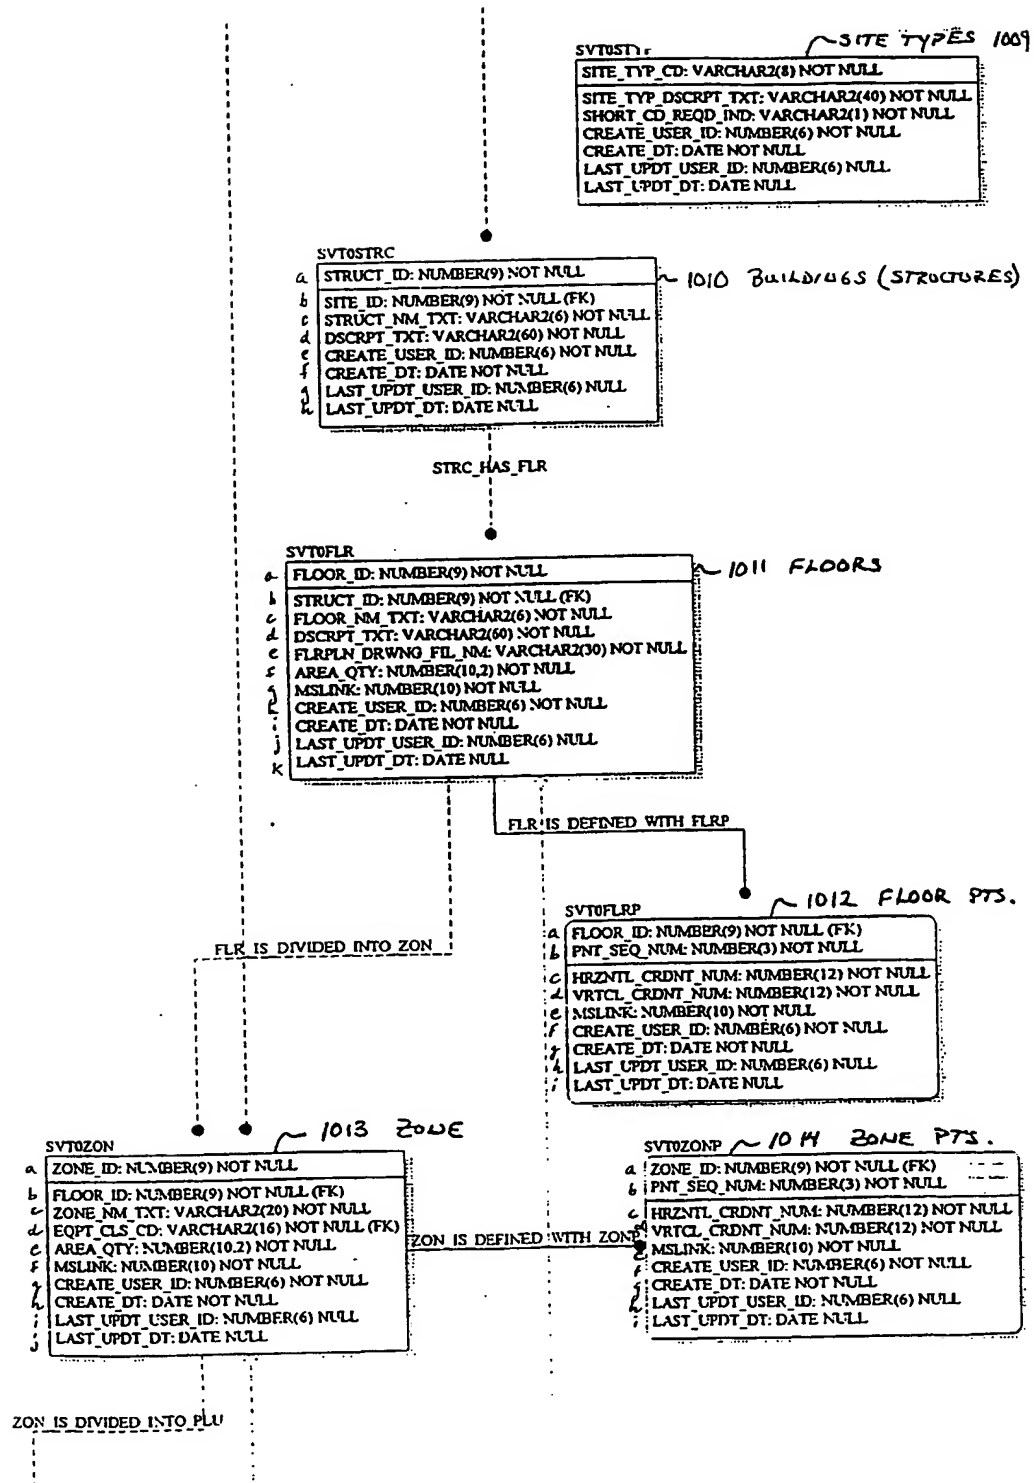 SITE TYPES 1009
SITE_TYP_CD: VARCHAR2(8) NOT NULL
SITE_TYP_DSCRPT_TXT: VARCHAR2(40) NOT NULL
SHORT_CD_REQD_IND: VARCHAR2(1) NOT NULL
CREATE_USER_ID: NUMBER(6) NOT NULL
CREATE_DT: DATE NOT NULL
LAST_UPDT_USER_ID: NUMBER(6) NULL
LAST_UPDT_DT: DATE NULL
SVT0STRC
a STRUCT_ID: NUMBER(9) NOT NULL
1010 BUILDINGS (STRUCTURES)
b SITE_ID: NUMBER(9) NOT NULL (FK)
c STRUCT_NM_TXT: VARCHAR2(6) NOT NULL
d DSCRPT_TXT: VARCHAR2(60) NOT NULL
e CREATE_USER_ID: NUMBER(6) NOT NULL
f CREATE_DT: DATE NOT NULL
g LAST_UPDT_USER_ID: NUMBER(6) NULL
h LAST_UPDT_DT: DATE NULL
STRC_HAS_FLR
SVT0FLR
1011 FLOORS
a FLOOR_ID: NUMBER(9) NOT NULL
b STRUCT_ID: NUMBER(9) NOT NULL (FK)
c FLOOR_NM_TXT: VARCHAR2(6) NOT NULL
d DSCRPT_TXT: VARCHAR2(60) NOT NULL
e FLRPLN_DRWNG_FIL_NM: VARCHAR2(30) NOT NULL
f AREA_QTY: NUMBER(10,2) NOT NULL
g MSLINK: NUMBER(10) NOT NULL
h CREATE_USER_ID: NUMBER(6) NOT NULL
i CREATE_DT: DATE NOT NULL
j LAST_UPDT_USER_ID: NUMBER(6) NULL
k LAST_UPDT_DT: DATE NULL
FLR IS DEFINED WITH FLRP
1012 FLOOR PTS.
SVT0FLRP
a FLOOR_ID: NUMBER(9) NOT NULL (FK)
b PNT_SEQ_NUM: NUMBER(3) NOT NULL
c HRZNTL_CRDNT_NUM: NUMBER(12) NOT NULL
d VRTCL_CRDNT_NUM: NUMBER(12) NOT NULL
e MSLINK: NUMBER(10) NOT NULL
f CREATE_USER_ID: NUMBER(6) NOT NULL
g CREATE_DT: DATE NOT NULL
h LAST_UPDT_USER_ID: NUMBER(6) NULL
i LAST_UPDT_DT: DATE NULL
FLR IS DIVIDED INTO ZON
SVT0ZON
1013 ZONE
a ZONE_ID: NUMBER(9) NOT NULL
b FLOOR_ID: NUMBER(9) NOT NULL (FK)
c ZONE_NM_TXT: VARCHAR2(20) NOT NULL
d EQPT_CLS_CD: VARCHAR2(16) NOT NULL (FK)
e AREA_QTY: NUMBER(10,2) NOT NULL
f MSLINK: NUMBER(10) NOT NULL
g CREATE_USER_ID: NUMBER(6) NOT NULL
h CREATE_DT: DATE NOT NULL
i LAST_UPDT_USER_ID: NUMBER(6) NULL
j LAST_UPDT_DT: DATE NULL
ZON IS DEFINED WITH ZONP
SVT0ZONP
1014 ZONE PTS.
a ZONE_ID: NUMBER(9) NOT NULL (FK)
b PNT_SEQ_NUM: NUMBER(3) NOT NULL
c HRZNTL_CRDNT_NUM: NUMBER(12) NOT NULL
d VRTCL_CRDNT_NUM: NUMBER(12) NOT NULL
e MSLINK: NUMBER(10) NOT NULL
f CREATE_USER_ID: NUMBER(6) NOT NULL
g CREATE_DT: DATE NOT NULL
h LAST_UPDT_USER_ID: NUMBER(6) NULL
i LAST_UPDT_DT: DATE NULL
ZON IS DIVIDED INTO PLU